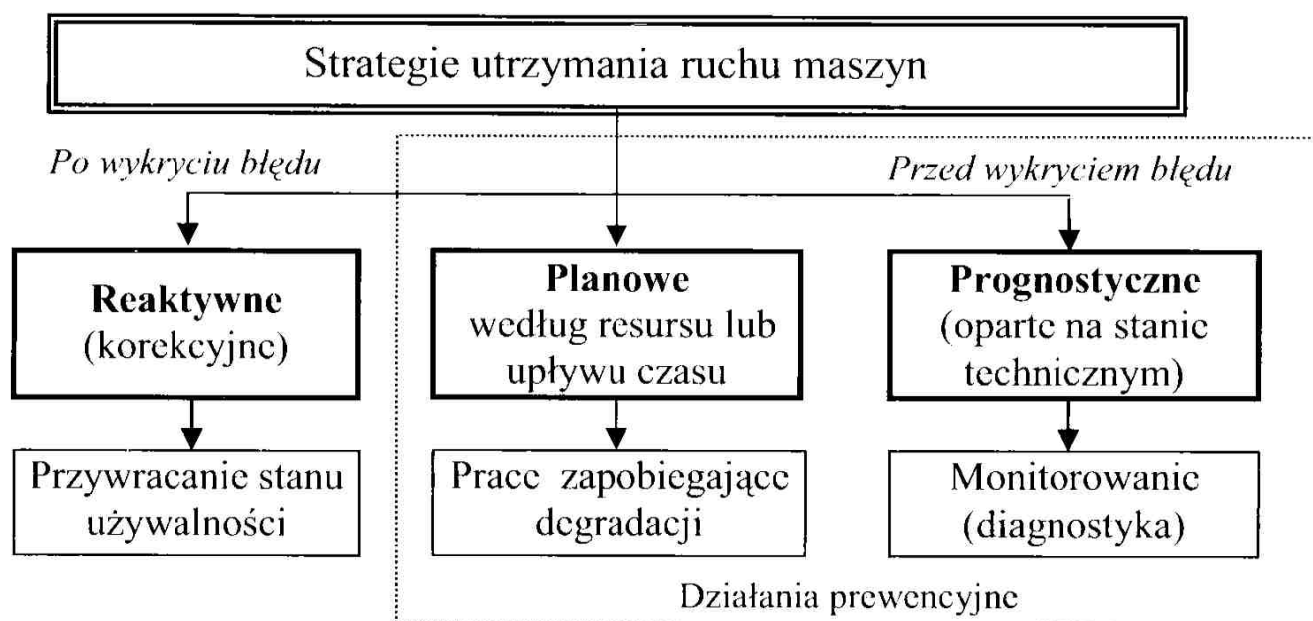 Strategie utrzymania ruchu maszyn
Po wykryciu błędu
Przed wykryciem błędu
Reaktywne
(korekcyjne)
Planowe
według resursu lub
upływu czasu
Prognostyczne
(oparte na stanie
technicznym)
Przywracanie stanu
używalności
Prace zapobiegające
degradacji
Monitorowanie
(diagnostyka)
Działania prewencyjne